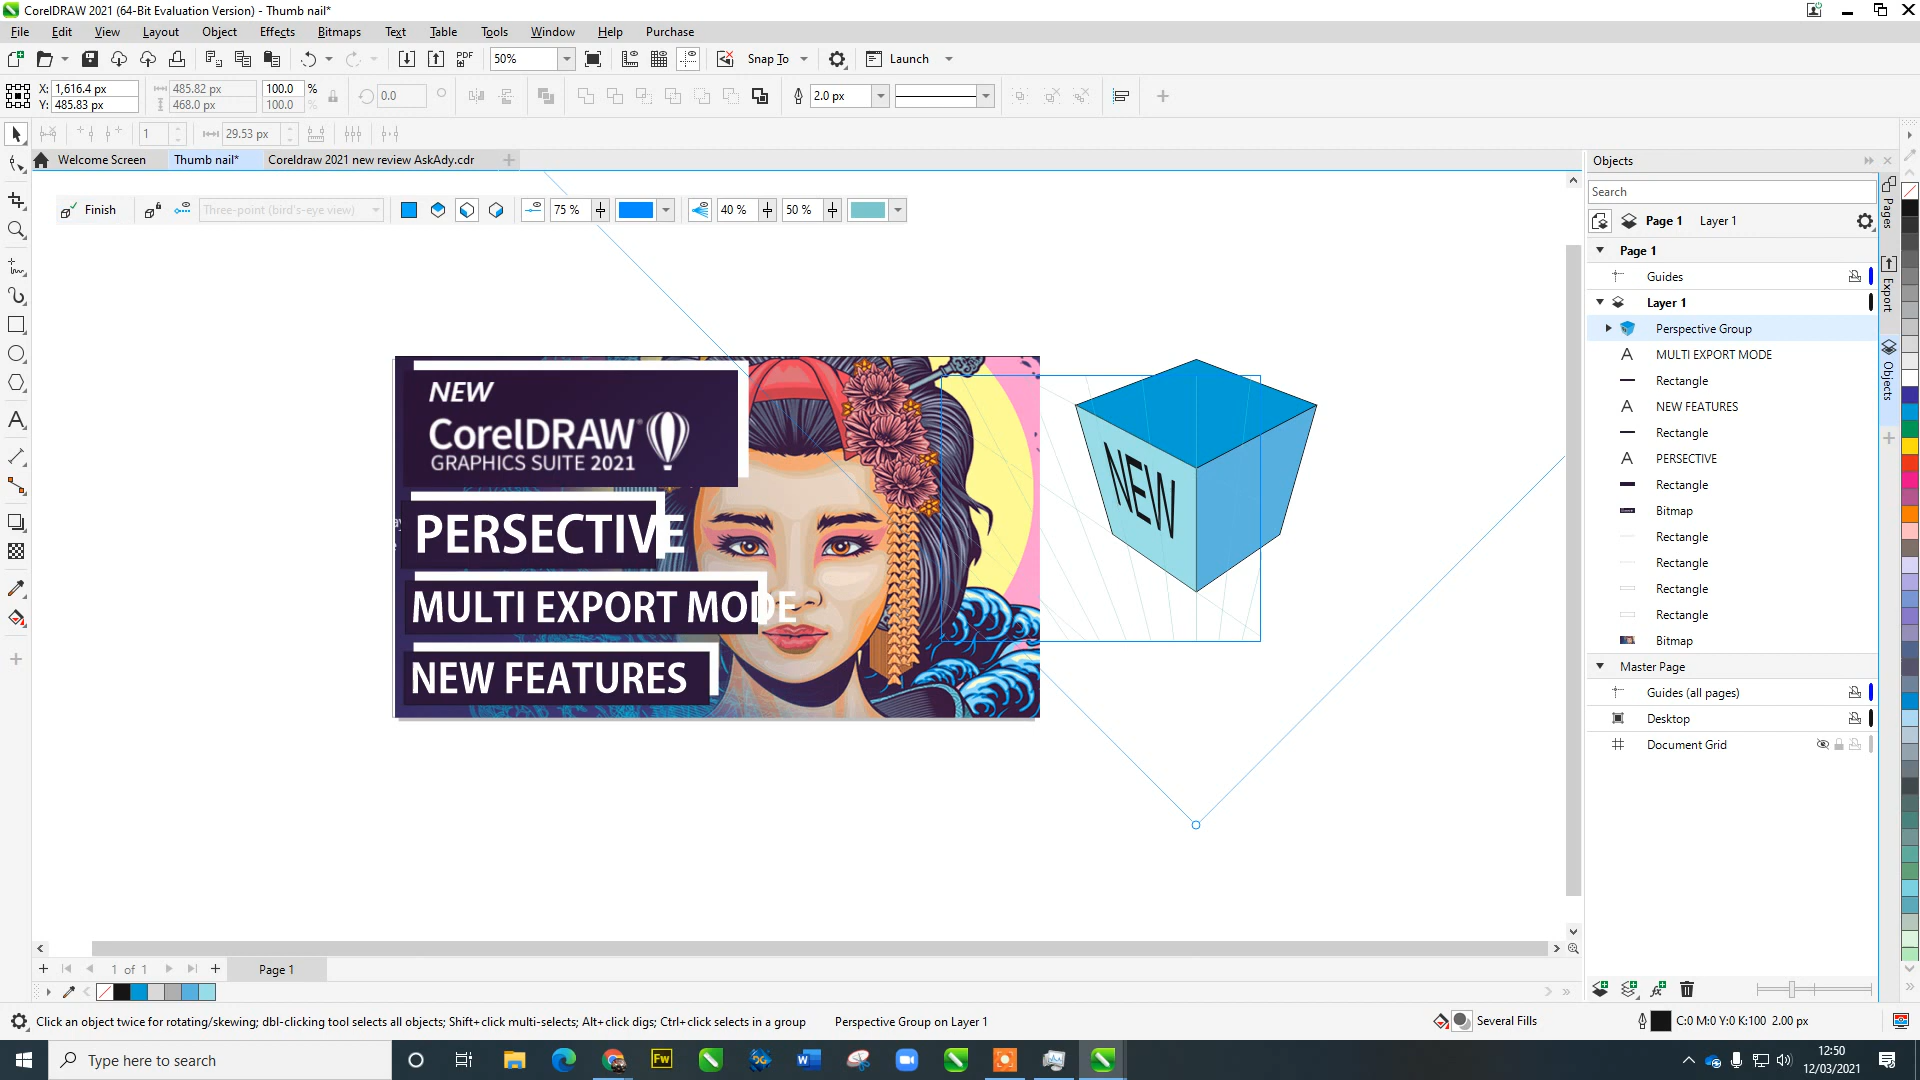 CorelDRAW 2021 (64-Bit Evaluation Version) - Thumb nail*
File Edit View Layout Object Effects Bitmaps Text Table Tools Window Help Purchase
PDF 50% Snap To Launch
X: 1,616.4 px 485.82 px 100.0 % 0.0 2.0 px
Y: 485.83 px 468.0 px 100.0 %
1 29.53 px
Welcome Screen Thumb nail* Coreldraw 2021 new review AskAdy.cdr
Finish Three-point (bird's-eye view) 75 % 40 % 50 %
NEW
CorelDRAW®
GRAPHICS SUITE 2021
PERSECTIVE
MULTI EXPORT MODE
NEW FEATURES
NEW
Objects
Search
Page 1 Layer 1
Page 1
Guides
Layer 1
Perspective Group
A MULTI EXPORT MODE
Rectangle
A NEW FEATURES
Rectangle
A PERSPECTIVE
Rectangle
Bitmap
Rectangle
Rectangle
Rectangle
Rectangle
Bitmap
Master Page
Guides (all pages)
Desktop
Document Grid
Pages
Export
Objects
1 of 1 Page 1
Click an object twice for rotating/skewing; dbl-clicking tool selects all objects; Shift+click multi-selects; Alt+click digs; Ctrl+click selects in a group Perspective Group on Layer 1 Several Fills C:0 M:0 Y:0 K:100 2.00 px
Type here to search Fw 12:50
12/03/2021